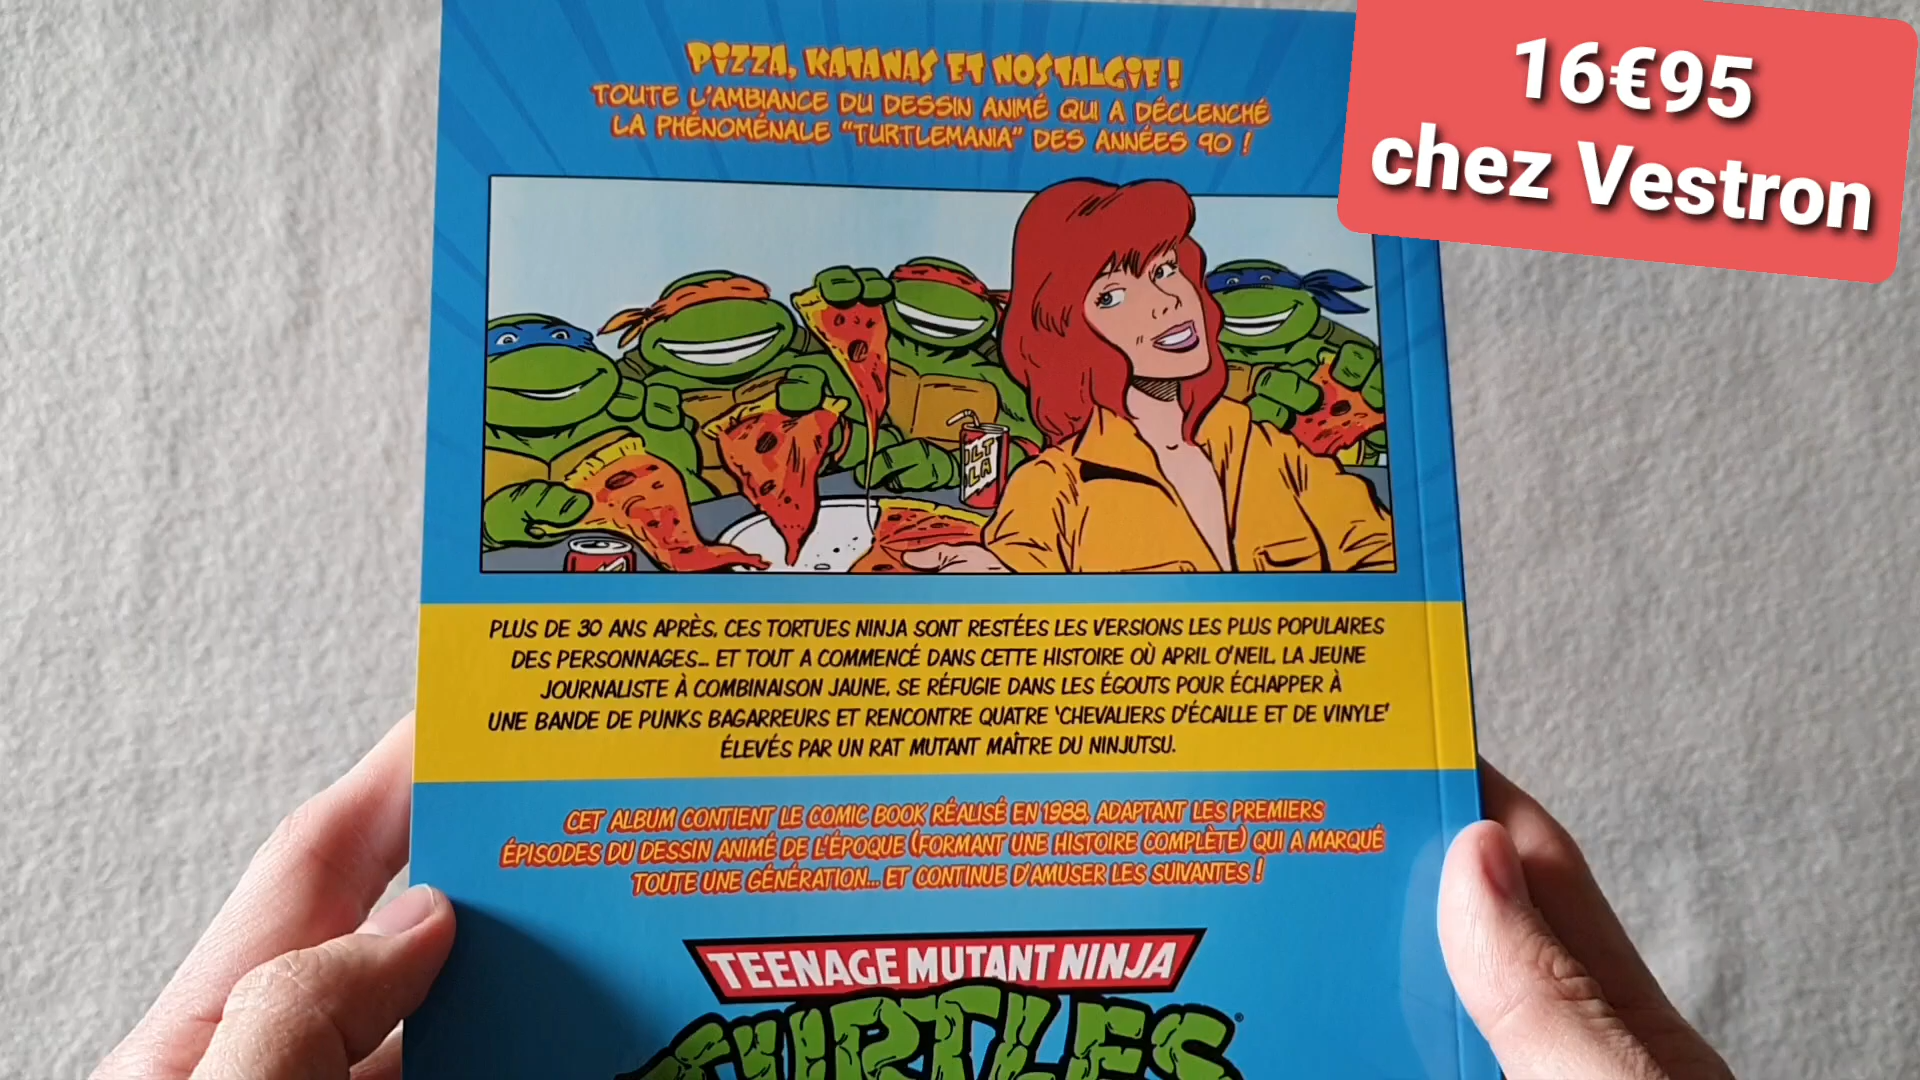 PIZZA, KATANAS ET NOSTALGIE !
TOUTE L'AMBIANCE DU DESSIN ANIMÉ QUI A DÉCLENCHÉ
LA PHÉNOMÉNALE "TURTLEMANIA" DES ANNÉES 90 !
16€95
chez Vestron
ILT
LA
PLUS DE 30 ANS APRÈS, CES TORTUES NINJA SONT RESTÉES LES VERSIONS LES PLUS POPULAIRES
DES PERSONNAGES... ET TOUT A COMMENCÉ DANS CETTE HISTOIRE OÙ APRIL O'NEIL, LA JEUNE
JOURNALISTE À COMBINAISON JAUNE, SE RÉFUGIE DANS LES ÉGOUTS POUR ÉCHAPPER À
UNE BANDE DE PUNKS BAGARREURS ET RENCONTRE QUATRE 'CHEVALIERS D'ÉCAILLE ET DE VINYLE'
ÉLEVÉS PAR UN RAT MUTANT MAÎTRE DU NINJUTSU.
CET ALBUM CONTIENT LE COMIC BOOK RÉALISÉ EN 1988, ADAPTANT LES PREMIERS
ÉPISODES DU DESSIN ANIMÉ DE L'ÉPOQUE (FORMANT UNE HISTOIRE COMPLÈTE) QUI A MARQUÉ
TOUTE UNE GÉNÉRATION... ET CONTINUE D'AMUSER LES SUIVANTES !
TEENAGE MUTANT NINJA
TURTLES ®